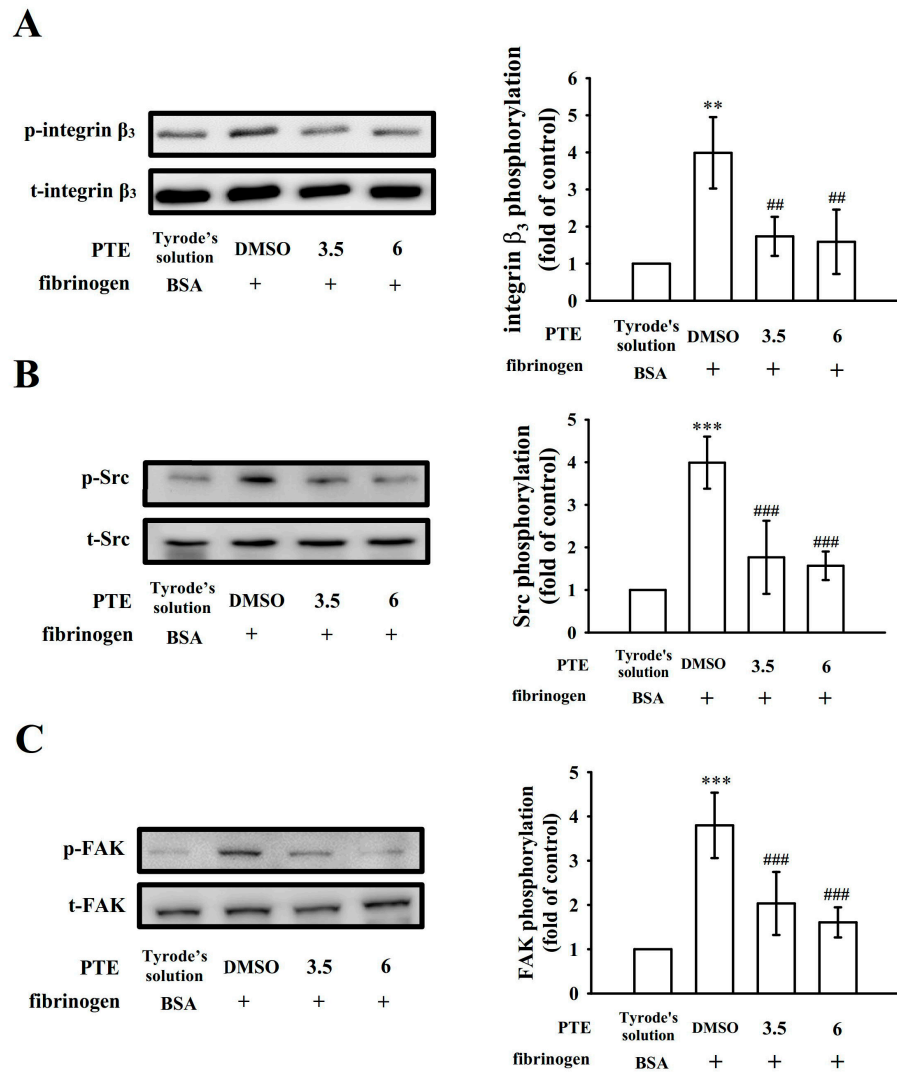 A
p-integrin β₃
t-integrin β₃
PTE Tyrode's solution DMSO 3.5 6
fibrinogen BSA + + +
integrin β₃ phosphorylation
(fold of control)
6
5
4
3
2
1
0
**
##
##
PTE Tyrode's solution DMSO 3.5 6
fibrinogen BSA + + +
B
p-Src
t-Src
PTE Tyrode's solution DMSO 3.5 6
fibrinogen BSA + + +
Src phosphorylation
(fold of control)
5
4
3
2
1
0
***
###
###
PTE Tyrode's solution DMSO 3.5 6
fibrinogen BSA + + +
C
p-FAK
t-FAK
PTE Tyrode's solution DMSO 3.5 6
fibrinogen BSA + + +
FAK phosphorylation
(fold of control)
5
4
3
2
1
0
***
###
###
PTE Tyrode's solution DMSO 3.5 6
fibrinogen BSA + + +